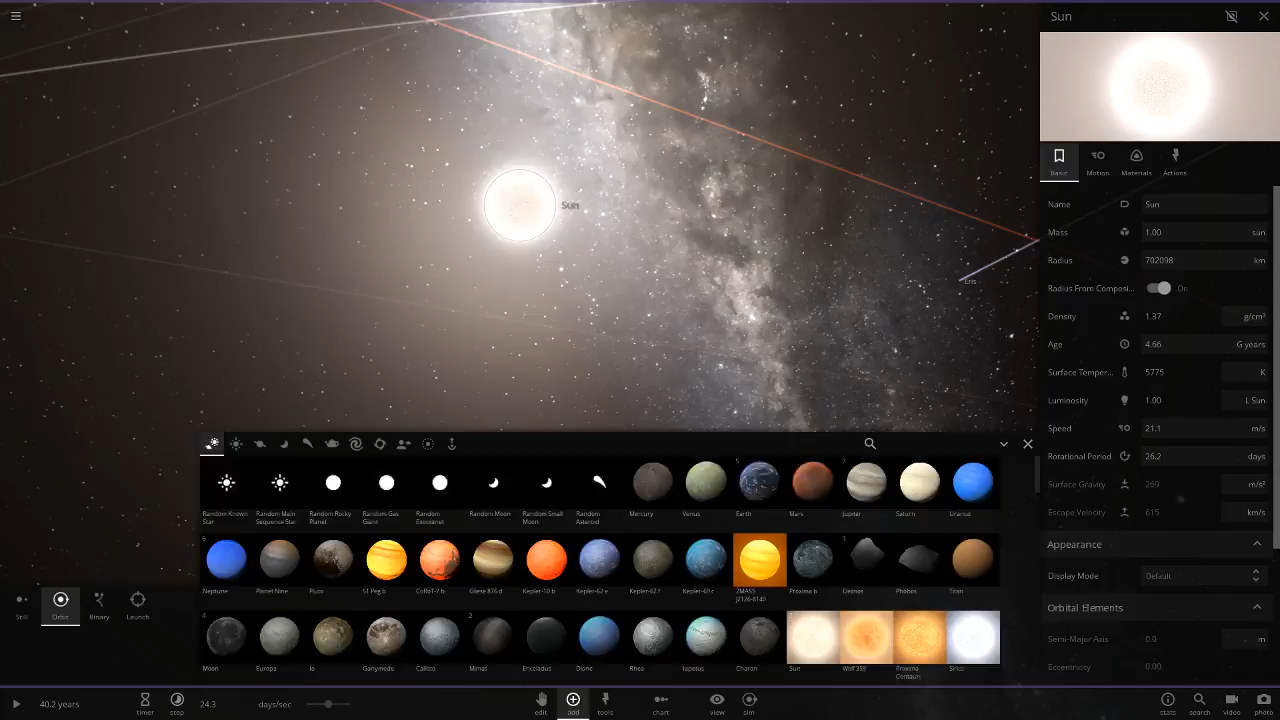 Sun
Sun
Eris
Basic
Motion
Materials
Actions
Name Sun
Mass 1.00 sun
Radius 702098 km
Radius From Composi... On
Density 1.37 g/cm³
Age 4.66 G years
Surface Temper... 5775 K
Luminosity 1.00 L Sun
Speed 21.1 m/s
Rotational Period 26.2 days
Surface Gravity 269 m/s²
Escape Velocity 615 km/s
Appearance
Display Mode Default
Orbital Elements
Semi-Major Axis 0.0 m
Eccentricity 0.00
Random Known Star
Random Main Sequence Star
Random Rocky Planet
Random Gas Giant
Random Exoplanet
Random Moon
Random Small Moon
Random Asteroid
Mercury
Venus
5
Earth
Mars
7
Jupiter
Saturn
Uranus
6
Neptune
Planet Nine
Pluto
51 Peg b
CoRoT-7 b
Gliese 876 d
Kepler-10 b
Kepler-62 e
Kepler-62 f
Kepler-69 c
2MASS J2126-8140
Proxima b
1
Deimos
Phobos
Titan
4
Moon
Europa
Io
Ganymede
Callisto
2
Mimas
Enceladus
Dione
Rhea
Iapetus
Charon
Sun
Wolf 359
Proxima Centauri
Sirius
Still
Orbit
Binary
Launch
40.2 years
timer
step
24.3 days/sec
edit
add
tools
chart
view
sim
stats
search
video
photo